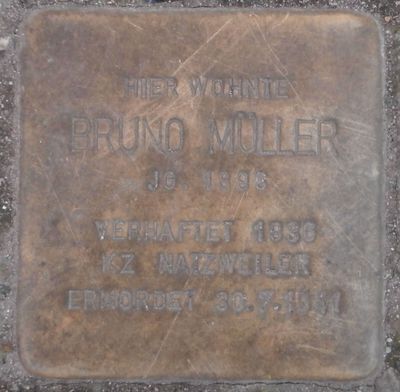 HIER WOHNTE
BRUNO MÜLLER
JG.
VERHAFTET 1936
KZ NATZWEILER
ERMORDET 30.7.1941